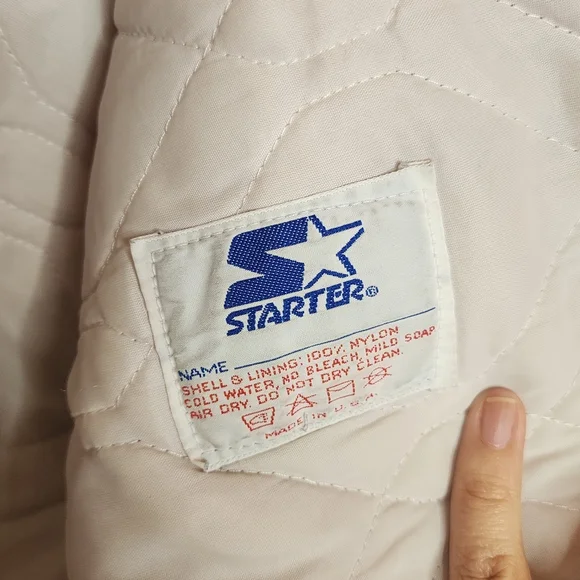 STARTER®
NAME
SHELL & LINING: 100% NYLON
COLD WATER, NO BLEACH, MILD SOAP
AIR DRY. DO NOT DRY CLEAN.
MADE IN U.S.A.